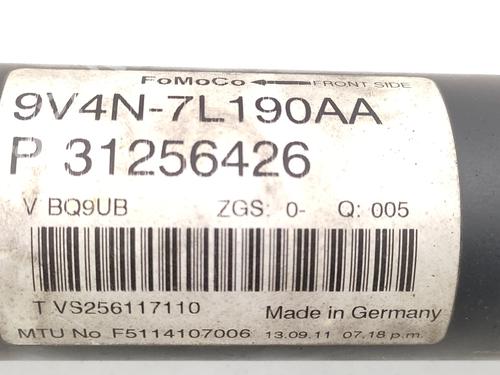 FoMoCo FRONT SIDE
9V4N-7L190AA
P 31256426
V BQ9UB ZGS: 0- Q: 005
T VS256117110 Made in Germany
MTU No F5114107006 13.09.11 07.18 p.m.